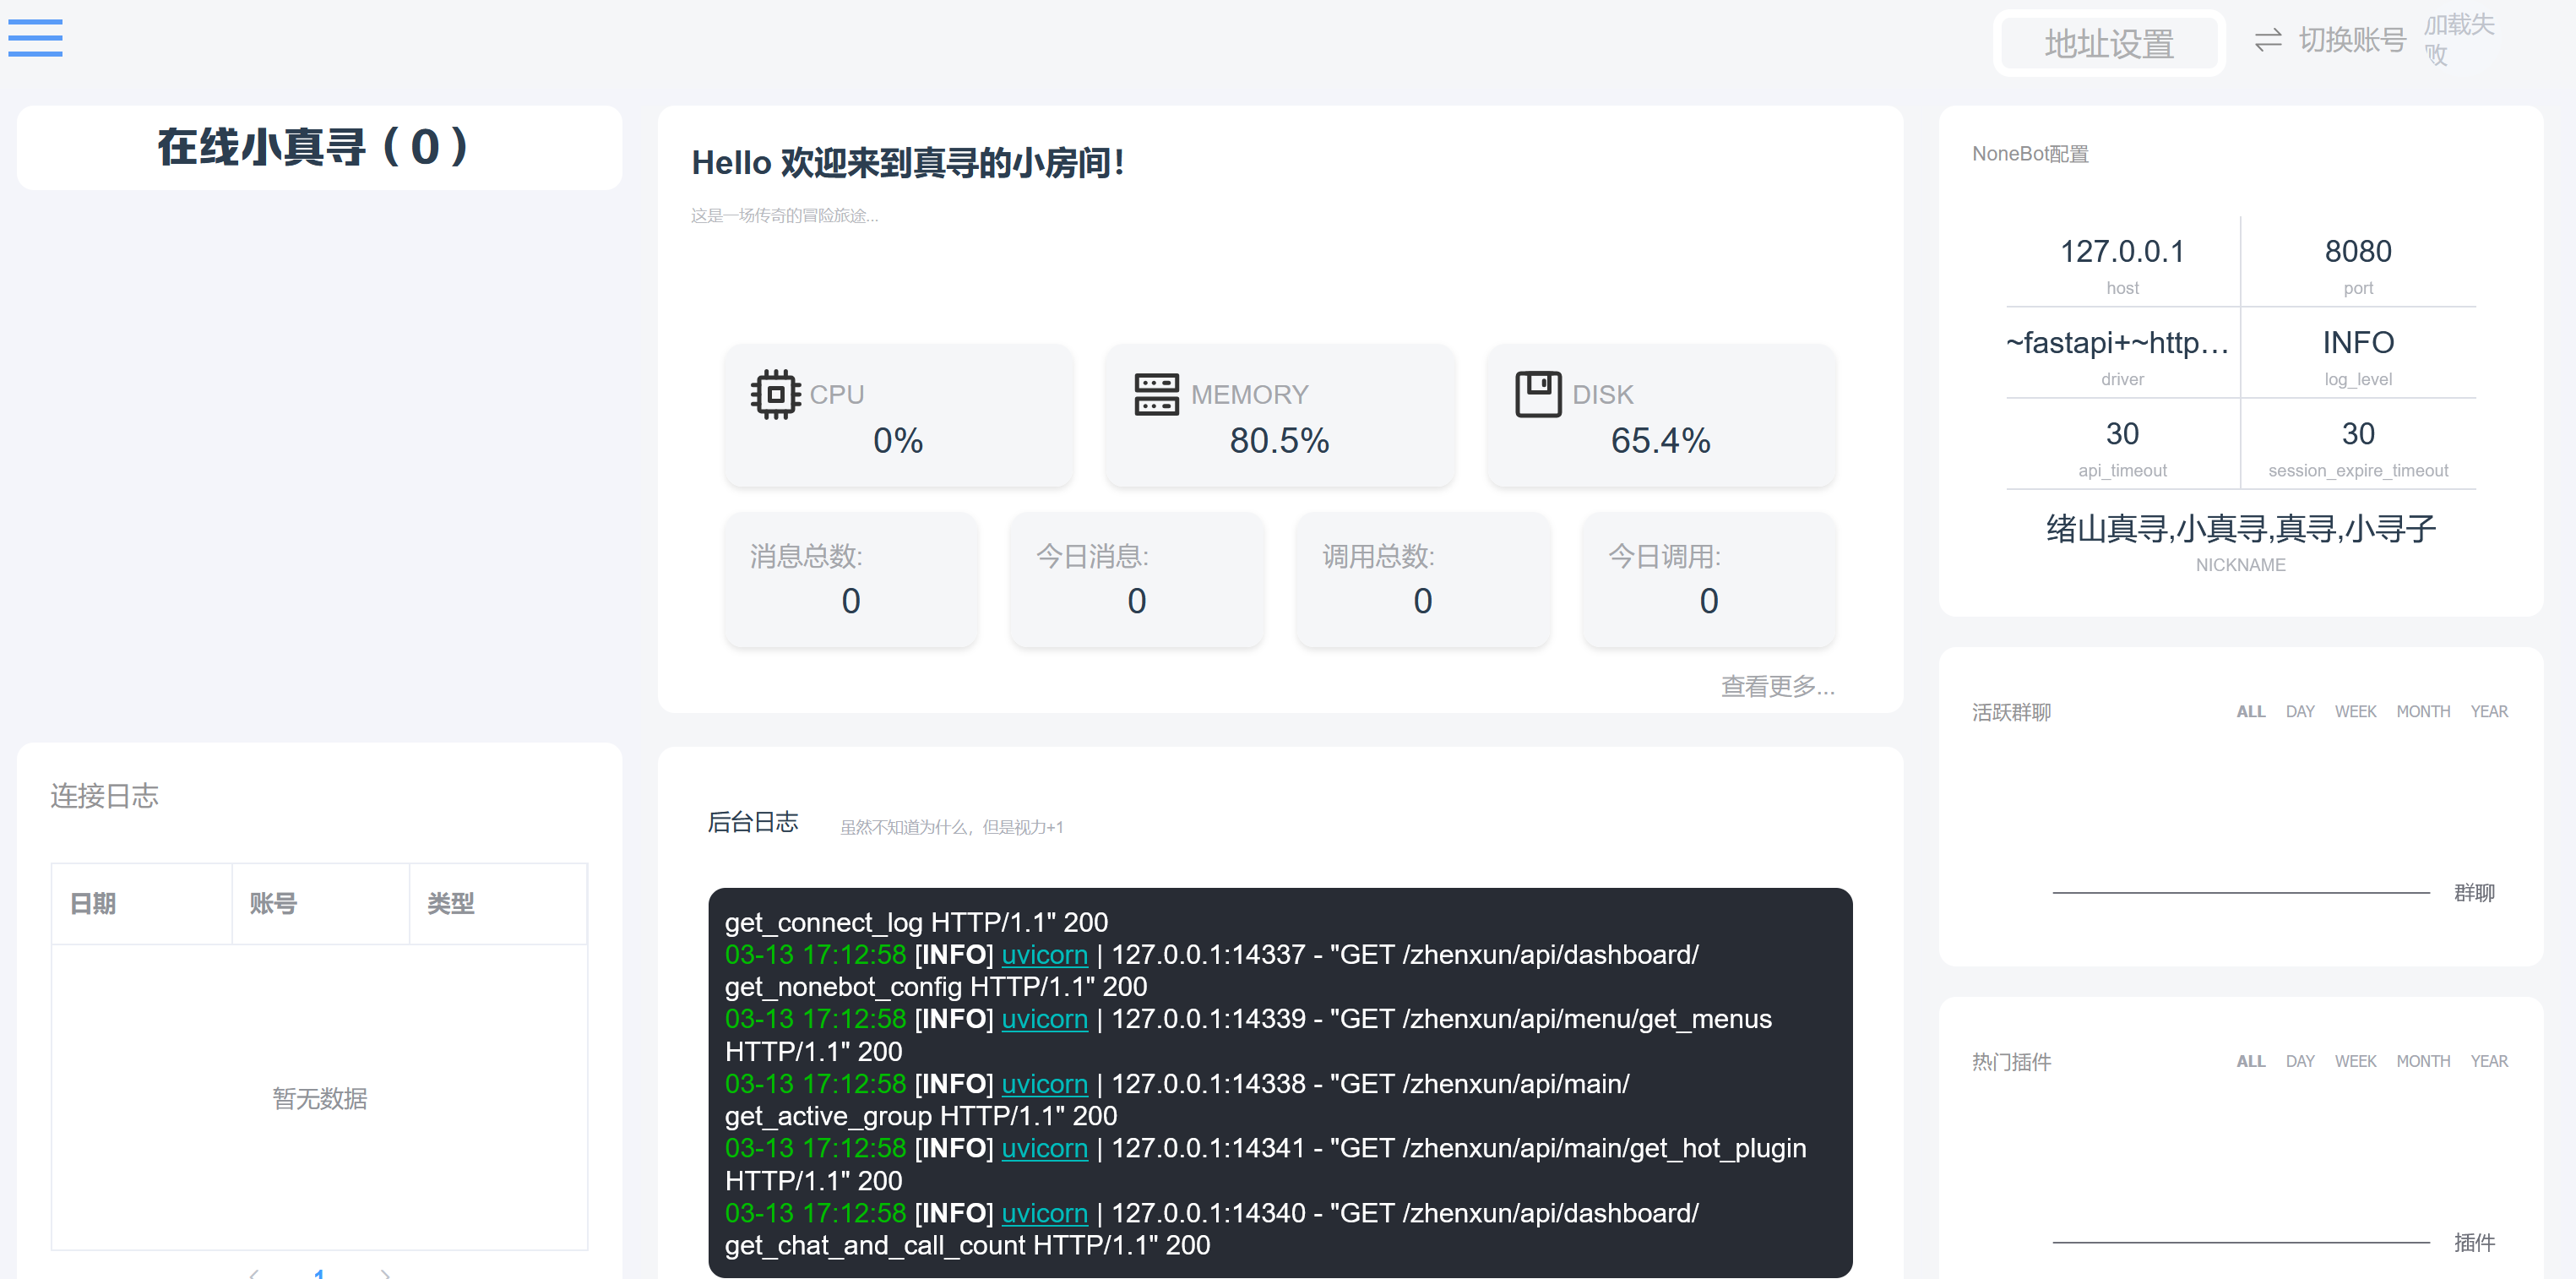 地址设置
切换账号
加载失
败
在线小真寻（0）
Hello 欢迎来到真寻的小房间！
这是一场传奇的冒险旅途...
CPU
0%
MEMORY
80.5%
DISK
65.4%
消息总数:
0
今日消息:
0
调用总数:
0
今日调用:
0
查看更多...
NoneBot配置
127.0.0.1
host
8080
port
~fastapi+~http...
driver
INFO
log_level
30
api_timeout
30
session_expire_timeout
绪山真寻,小真寻,真寻,小寻子
NICKNAME
活跃群聊
ALL DAY WEEK MONTH YEAR
群聊
热门插件
ALL DAY WEEK MONTH YEAR
插件
连接日志
日期 账号 类型
暂无数据
1
后台日志
虽然不知道为什么，但是视力+1
get_connect_log HTTP/1.1" 200
03-13 17:12:58 [INFO] uvicorn | 127.0.0.1:14337 - "GET /zhenxun/api/dashboard/
get_nonebot_config HTTP/1.1" 200
03-13 17:12:58 [INFO] uvicorn | 127.0.0.1:14339 - "GET /zhenxun/api/menu/get_menus
HTTP/1.1" 200
03-13 17:12:58 [INFO] uvicorn | 127.0.0.1:14338 - "GET /zhenxun/api/main/
get_active_group HTTP/1.1" 200
03-13 17:12:58 [INFO] uvicorn | 127.0.0.1:14341 - "GET /zhenxun/api/main/get_hot_plugin
HTTP/1.1" 200
03-13 17:12:58 [INFO] uvicorn | 127.0.0.1:14340 - "GET /zhenxun/api/dashboard/
get_chat_and_call_count HTTP/1.1" 200